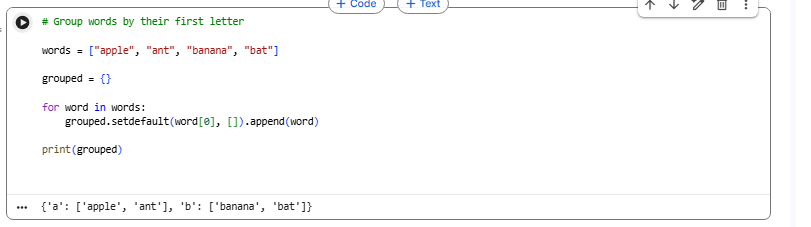 + Code + Text
# Group words by their first letter
words = ["apple", "ant", "banana", "bat"]
grouped = {}
for word in words:
    grouped.setdefault(word[0], []).append(word)
print(grouped)
{'a': ['apple', 'ant'], 'b': ['banana', 'bat']}